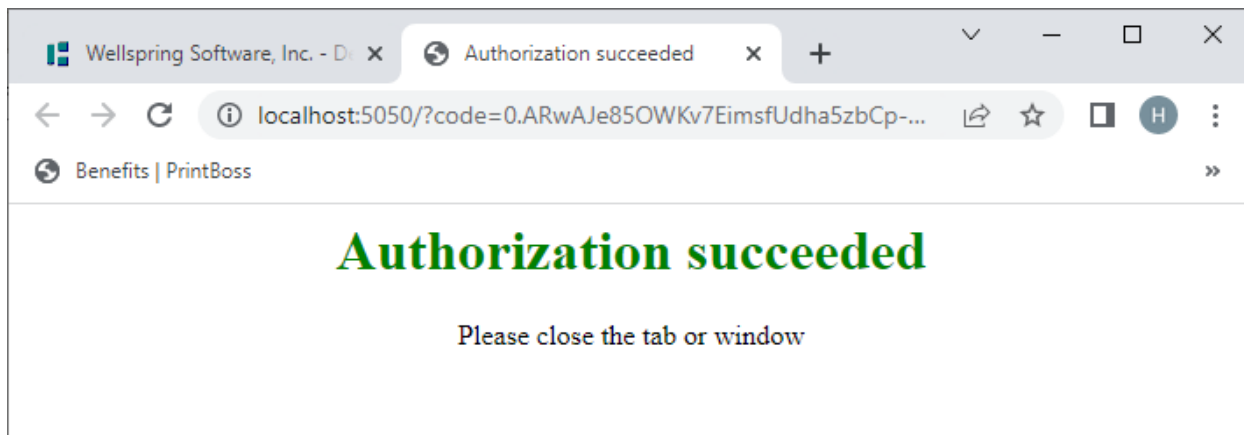 Wellspring Software, Inc. - De
Authorization succeeded
localhost:5050/?code=0.ARwAJe85OWKv7EimsfUdha5zbCp-...
H
Benefits | PrintBoss
Authorization succeeded
Please close the tab or window